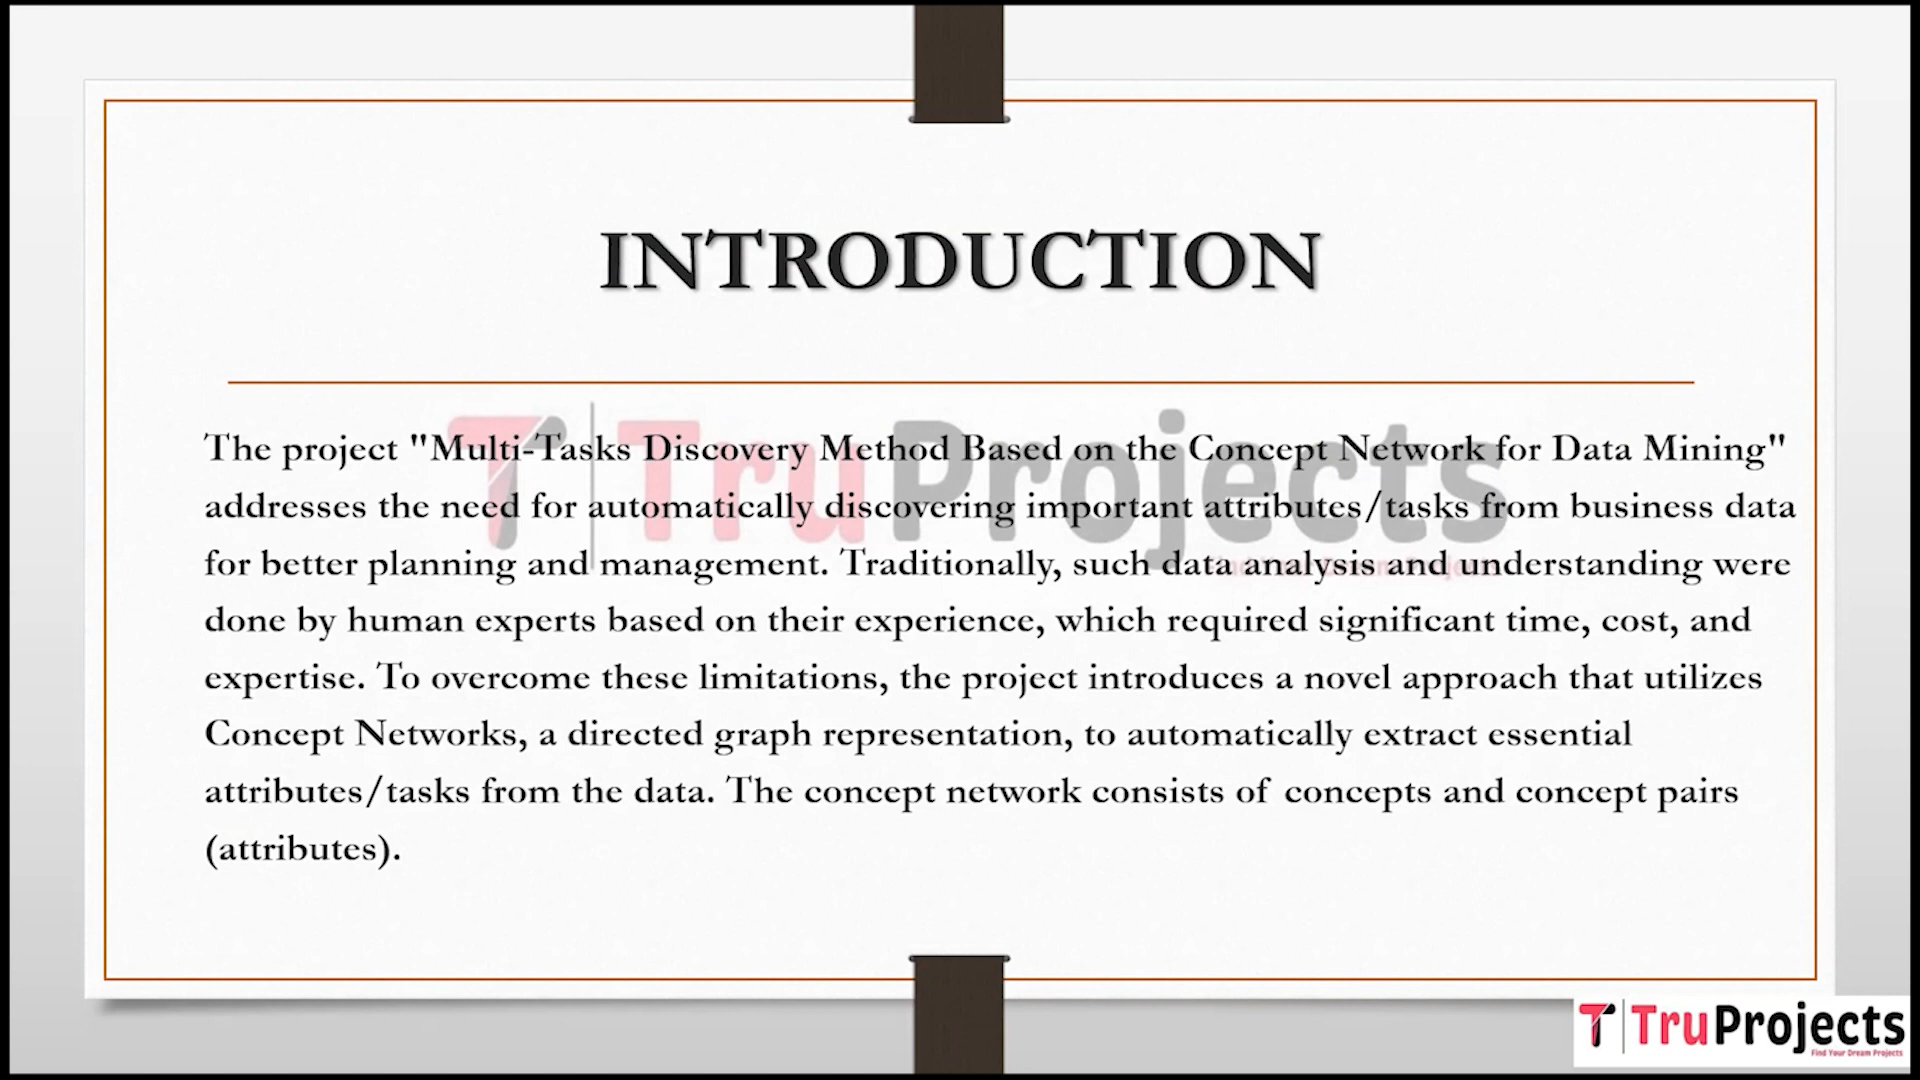 INTRODUCTION
The project "Multi-Tasks Discovery Method Based on the Concept Network for Data Mining"
addresses the need for automatically discovering important attributes/tasks from business data
for better planning and management. Traditionally, such data analysis and understanding were
done by human experts based on their experience, which required significant time, cost, and
expertise. To overcome these limitations, the project introduces a novel approach that utilizes
Concept Networks, a directed graph representation, to automatically extract essential
attributes/tasks from the data. The concept network consists of concepts and concept pairs
(attributes).
TruProjects
T TruProjects
Find Your Dream Projects